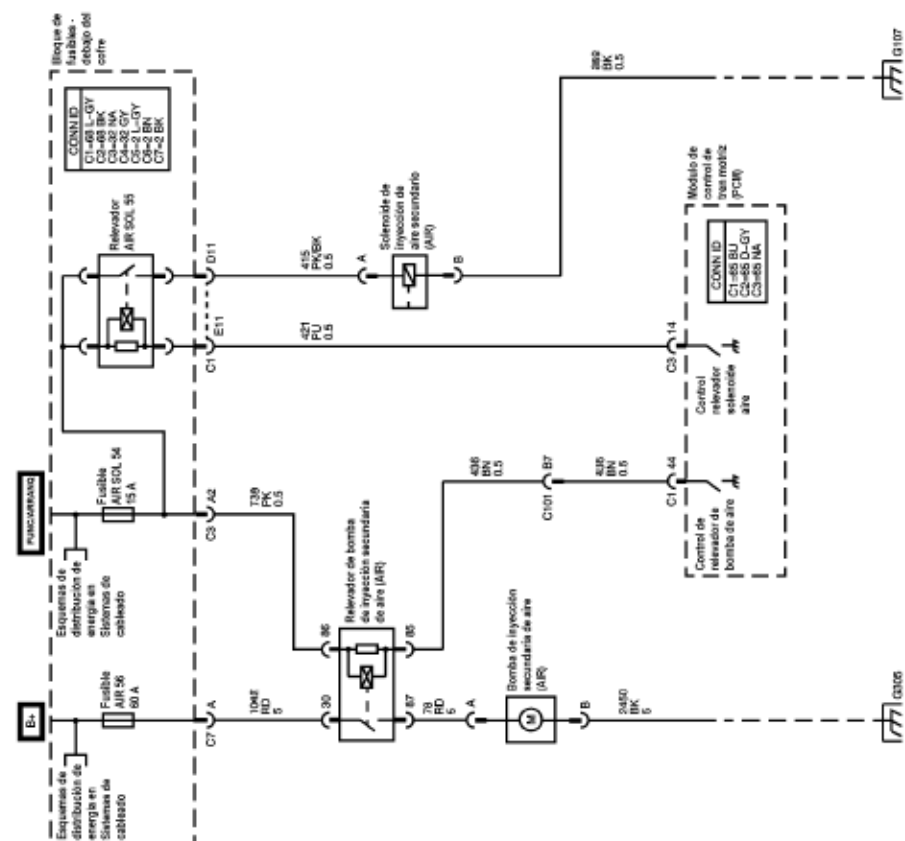 Bloque de
fusibles -
debajo del
cofre
CONN ID
C1=68 L-GY
C2=68 BK
C3=32 NA
C4=32 GY
C5=2 L-GY
C6=2 BN
C7=2 BK
Relevador
AIR SOL 55
FUNC/ARRANQ
Fusible
AIR SOL 54
15 A
Esquemas de
distribución de
energía en
Sistemas de
cableado
B+
Fusible
AIR 56
60 A
Esquemas de
distribución de
energía en
Sistemas de
cableado
D11
E11
C1
A2
C3
A
C7
415
PK/BK
0.5
421
PU
0.5
739
PK
0.5
1042
RD
5
A
Solenoide de
inyección de
aire secundario
(AIR)
B
BK
0.5
G107
Relevador de bomba
de inyección secundaria
de aire (AIR)
86
30
85
87
436
BN
0.5
B7
C101
436
BN
0.5
78
RD
5
A
Bomba de inyección
secundaria de aire
(AIR)
M
B
2450
BK
5
G305
Módulo de
control de
tren motriz
(PCM)
CONN ID
C1=65 BU
C2=65 D-GY
C3=65 NA
14
C3
Control
relevador
solenoide
aire
44
C1
Control de
relevador de
bomba de aire